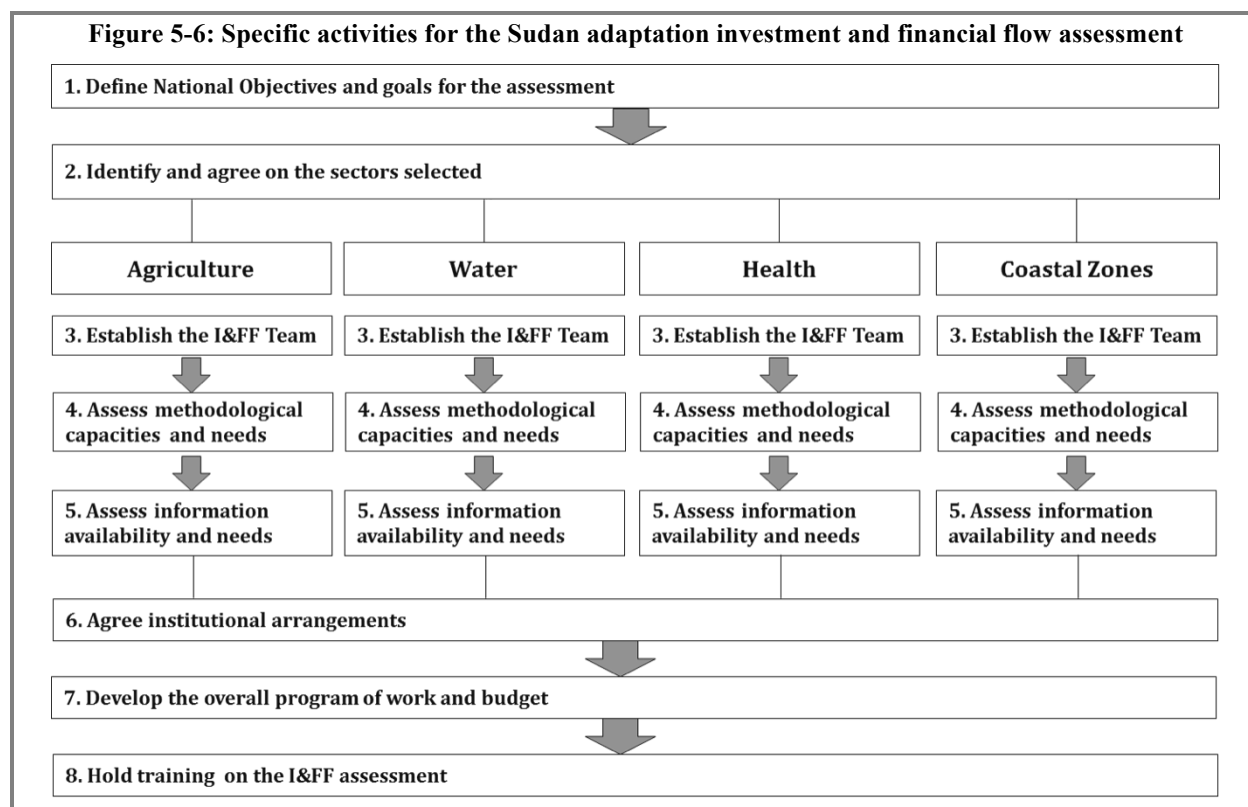 Figure 5-6: Specific activities for the Sudan adaptation investment and financial flow assessment
1. Define National Objectives and goals for the assessment
2. Identify and agree on the sectors selected
Agriculture
Water
Health
Coastal Zones
3. Establish the I&FF Team
3. Establish the I&FF Team
3. Establish the I&FF Team
3. Establish the I&FF Team
4. Assess methodological
capacities and needs
4. Assess methodological
capacities and needs
4. Assess methodological
capacities and needs
4. Assess methodological
capacities and needs
5. Assess information
availability and needs
5. Assess information
availability and needs
5. Assess information
availability and needs
5. Assess information
availability and needs
6. Agree institutional arrangements
7. Develop the overall program of work and budget
8. Hold training on the I&FF assessment